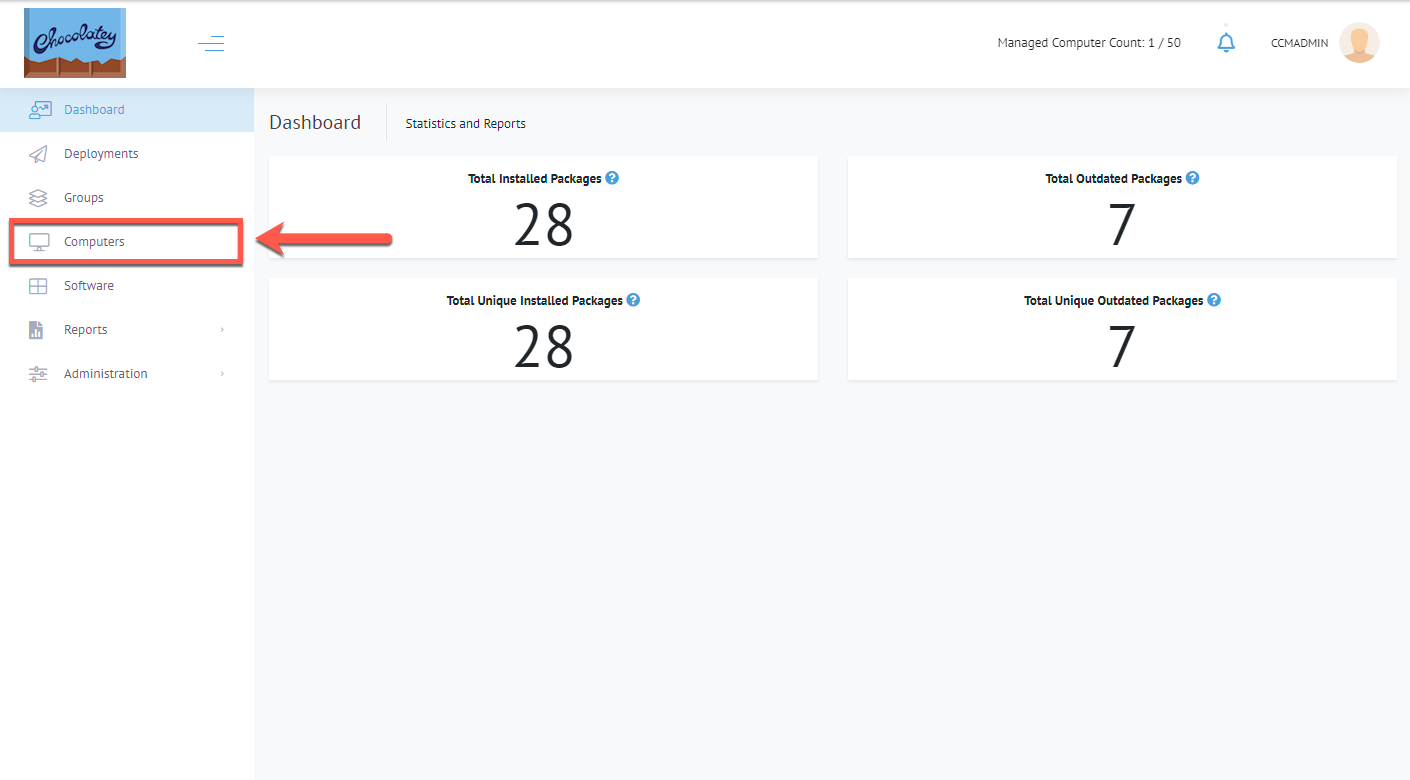 Chocolatey
Managed Computer Count: 1 / 50
CCMADMIN
Dashboard
Deployments
Groups
Computers
Software
Reports
Administration
Dashboard
Statistics and Reports
Total Installed Packages ?
28
Total Outdated Packages ?
7
Total Unique Installed Packages ?
28
Total Unique Outdated Packages ?
7